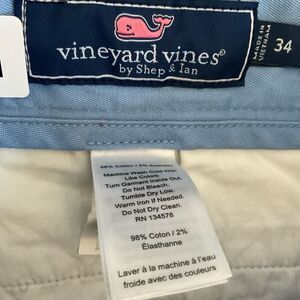 vineyard vines®
by Shep & Ian
MADE IN
VIETNAM
34
98% Cotton / 2% Elastane
Machine Wash Cold With
Like Colors.
Turn Garment Inside Out.
Do Not Bleach.
Tumble Dry Low.
Warm Iron If Needed.
Do Not Dry Clean.
RN 134578
98% Coton / 2%
Élasthanne
Laver à la machine à l'eau
froide avec des couleurs